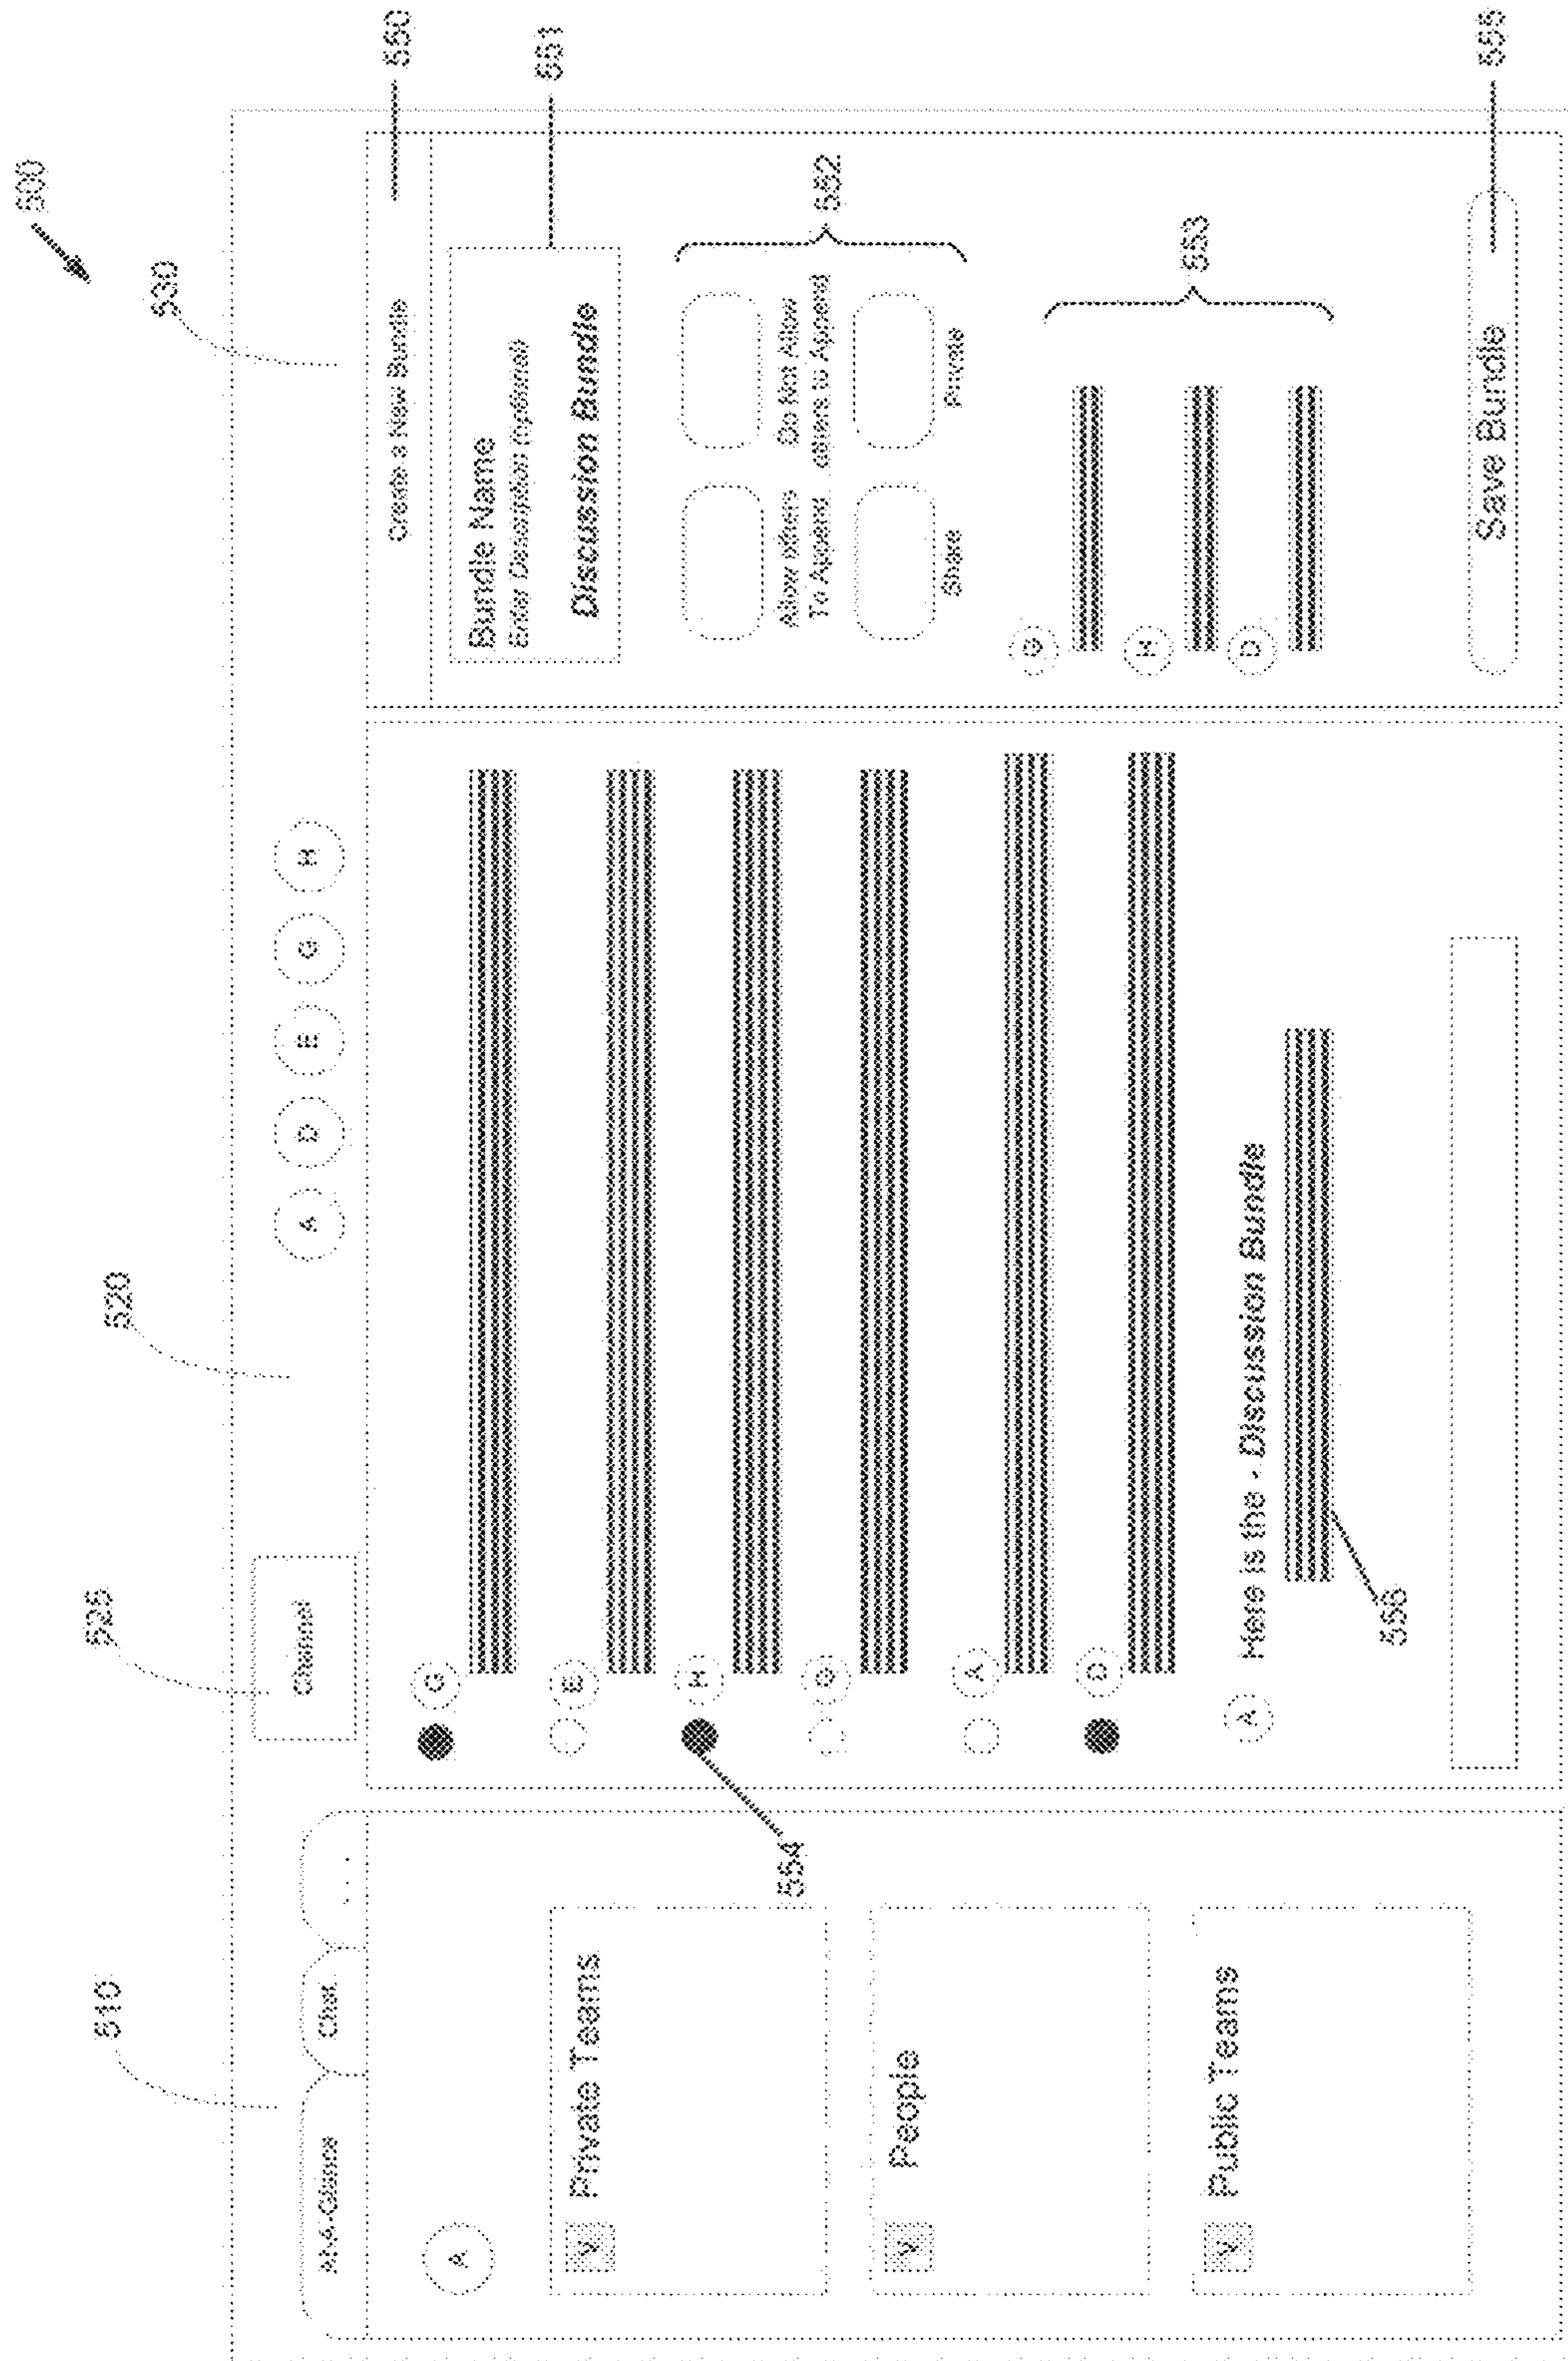 500
510
520
525
530
At-A-Glance
Chat
. . .
Channel
A
D
E
G
H
A
V
Private Teams
V
People
V
Public Teams
G
E
H
G
A
D
554
A
Here is the - Discussion Bundle
Create a New Bundle
550
Bundle Name
Enter Description (optional)
Discussion Bundle
551
Allow others
To Append
Do Not Allow
others to Append
Share
Private
552
G
H
D
553
Save Bundle
555